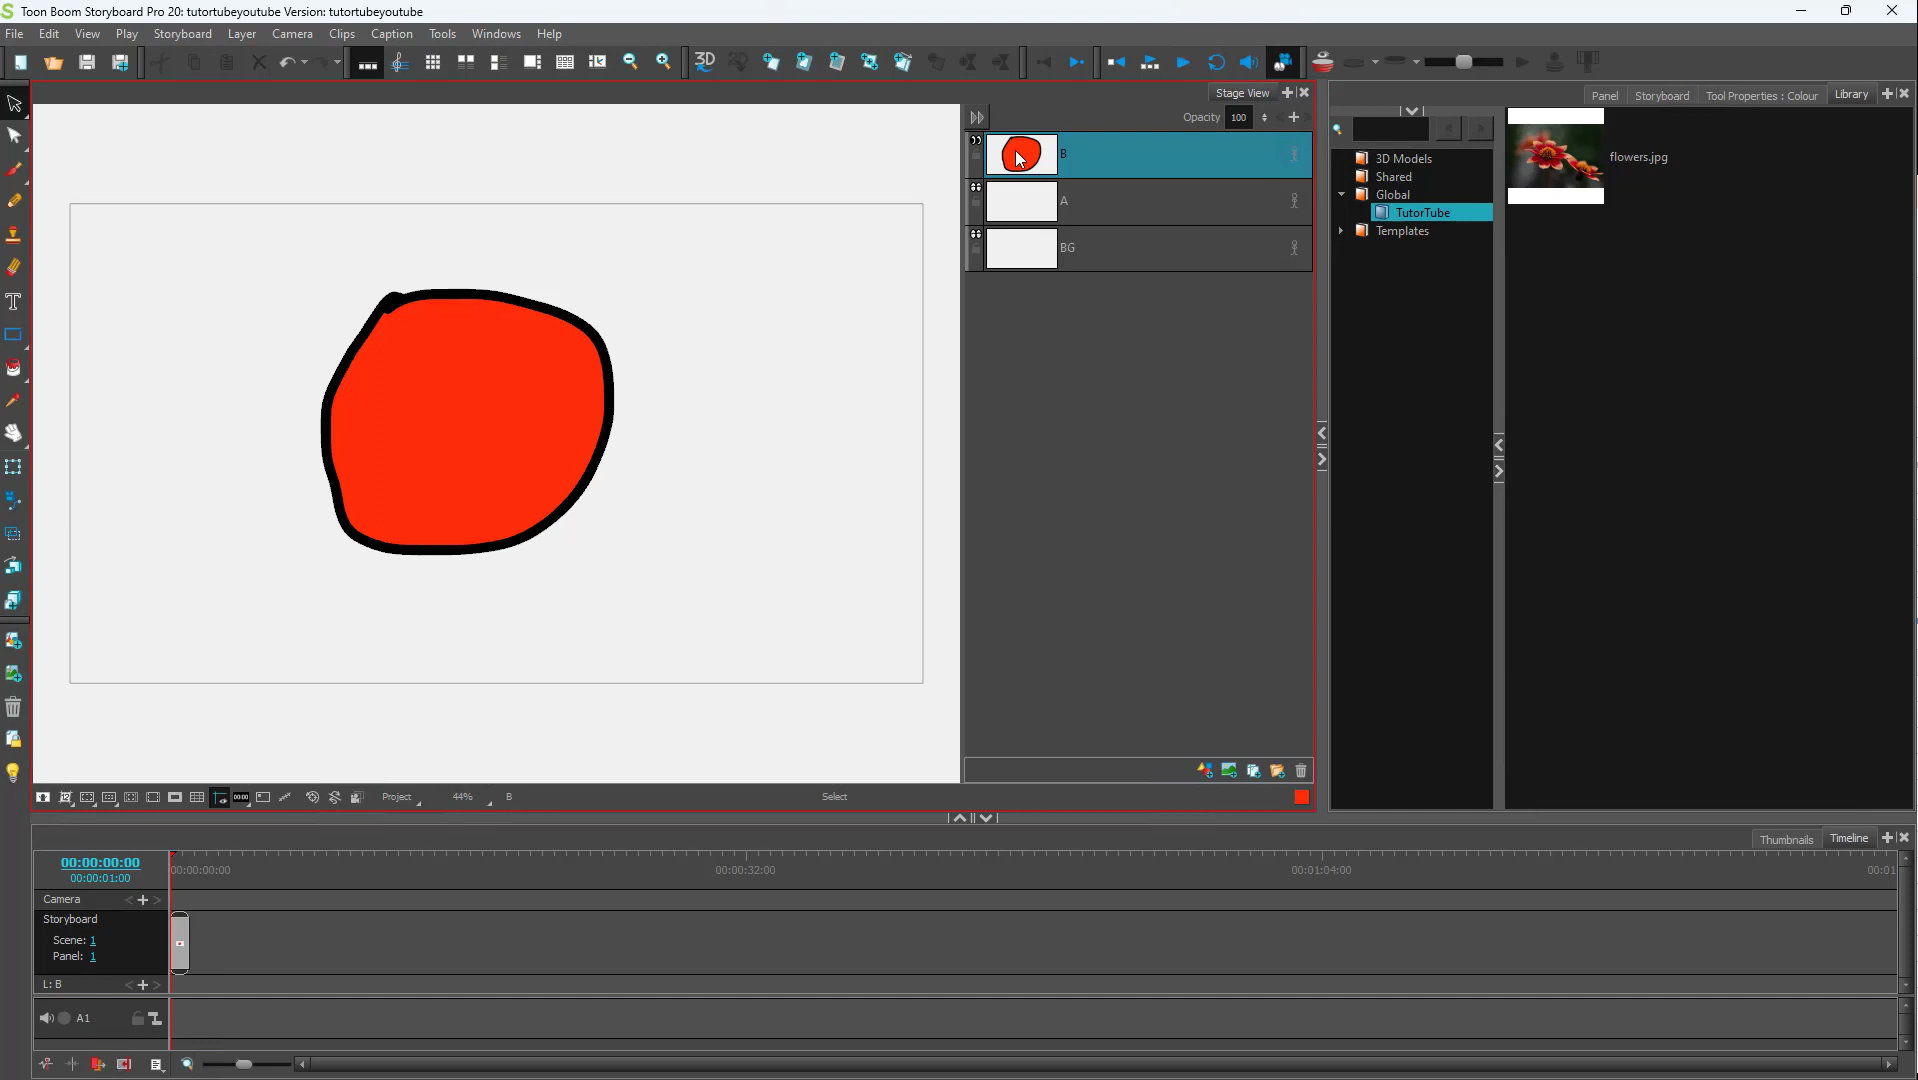 Toon Boom Storyboard Pro 20: tutortubeyoutube Version: tutortubeyoutube
File Edit View Play Storyboard Layer Camera Clips Caption Tools Windows Help
3D
Stage View
Opacity 100
B
A
BG
Panel Storyboard Tool Properties : Colour Library
3D Models
Shared
Global
TutorTube
Templates
flowers.jpg
Project 44% B Select
Thumbnails Timeline
00:00:00:00
00:00:01:00
00:00:00:00 00:00:32:00 00:01:04:00 00:01
Camera
Storyboard
Scene: 1
Panel: 1
L: B
A1